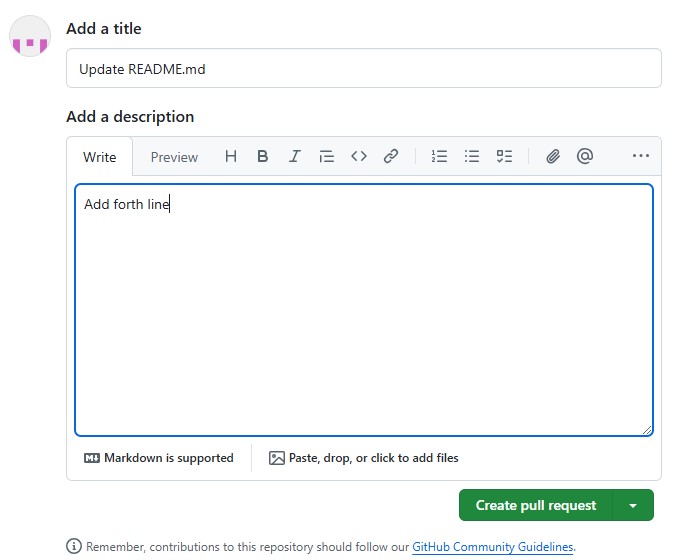 Add a title
Update README.md
Add a description
Write Preview H B I @ ...
Add forth line
Markdown is supported Paste, drop, or click to add files
Create pull request
Remember, contributions to this repository should follow our GitHub Community Guidelines.